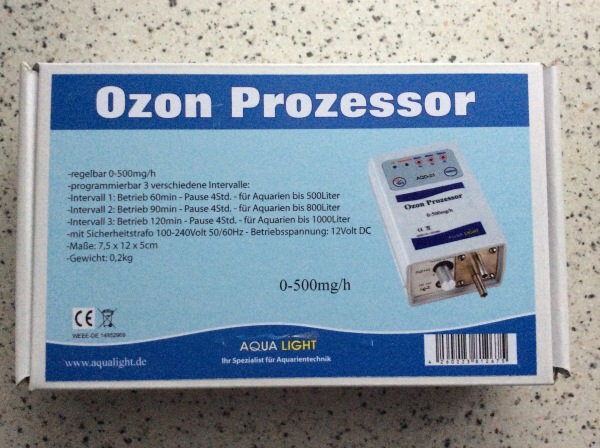 Ozon Prozessor
-regelbar 0-500mg/h
-programmierbar 3 verschiedene Intervalle:
-Intervall 1: Betrieb 60min - Pause 4Std. - für Aquarien bis 500Liter
-Intervall 2: Betrieb 90min - Pause 4Std. - für Aquarien bis 800Liter
-Intervall 3: Betrieb 120min - Pause 4Std. - für Aquarien bis 1000Liter
-mit Sicherheitstrafo 100-240Volt 50/60HZ - Betriebsspannung: 12Volt DC
-Maße: 7,5 x 12 x 5cm
-Gewicht: 0,2kg
0-500mg/h
Ozon Prozessor
0-500mg/h
CE
WEEE-DE
www.aqualight.de
AQUA LIGHT
Ihr Spezialist für Aquarientechnik